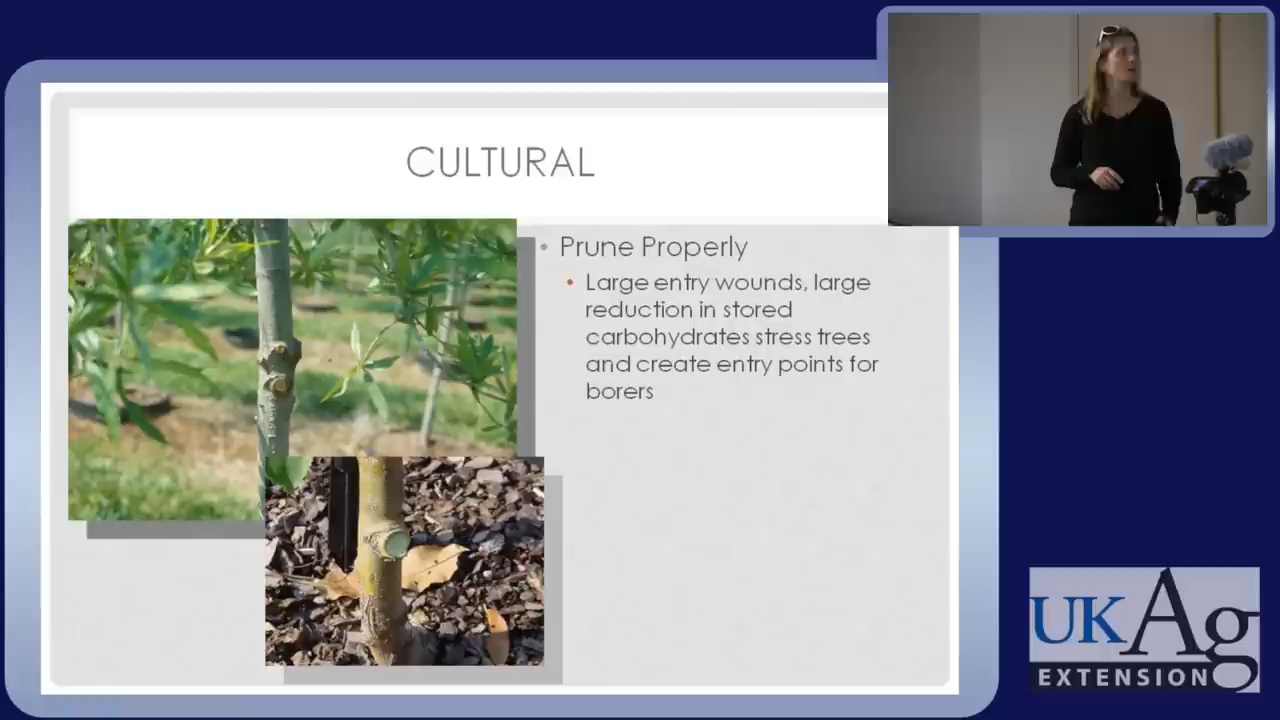 CULTURAL
Prune Properly
Large entry wounds, large
reduction in stored
carbohydrates stress trees
and create entry points for
borers
UKAg
EXTENSION